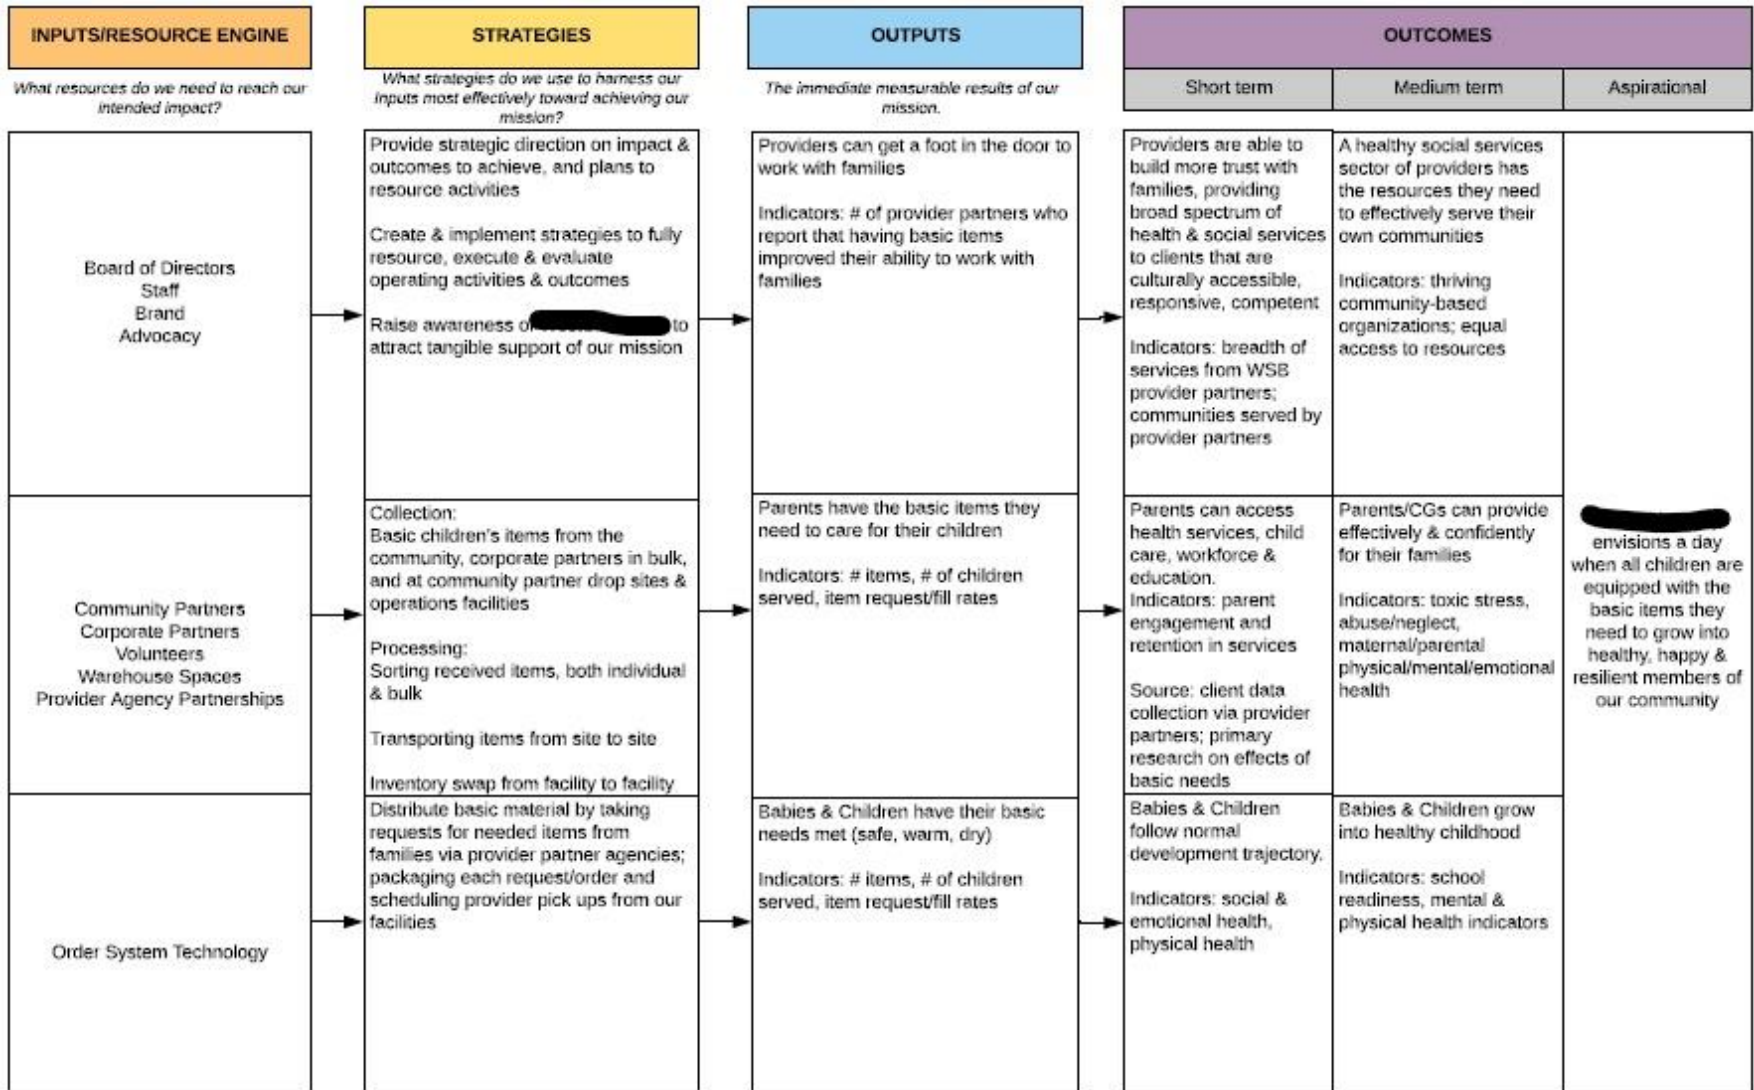 INPUTS/RESOURCE ENGINE
What resources do we need to reach our
intended impact?
Board of Directors
Staff
Brand
Advocacy
Community Partners
Corporate Partners
Volunteers
Warehouse Spaces
Provider Agency Partnerships
Order System Technology
STRATEGIES
What strategies do we use to harness our
inputs most effectively toward achieving our
mission?
Provide strategic direction on impact &
outcomes to achieve, and plans to
resource activities
Create & implement strategies to fully
resource, execute & evaluate
operating activities & outcomes
Raise awareness of to
attract tangible support of our mission
Collection:
Basic children's items from the
community, corporate partners in bulk,
and at community partner drop sites &
operations facilities
Processing:
Sorting received items, both individual
& bulk
Transporting items from site to site
Inventory swap from facility to facility
Distribute basic material by taking
requests for needed items from
families via provider partner agencies;
packaging each request/order and
scheduling provider pick ups from our
facilities
OUTPUTS
The immediate measurable results of our
mission.
Providers can get a foot in the door to
work with families
Indicators: # of provider partners who
report that having basic items
improved their ability to work with
families
Parents have the basic items they
need to care for their children
Indicators: # items, # of children
served, item request/fill rates
Babies & Children have their basic
needs met (safe, warm, dry)
Indicators: # items, # of children
served, item request/fill rates
OUTCOMES
Short term
Providers are able to
build more trust with
families, providing
broad spectrum of
health & social services
to clients that are
culturally accessible,
responsive, competent
Indicators: breadth of
services from WSB
provider partners;
communities served by
provider partners
Parents can access
health services, child
care, workforce &
education.
Indicators: parent
engagement and
retention in services
Source: client data
collection via provider
partners; primary
research on effects of
basic needs
Babies & Children
follow normal
development trajectory.
Indicators: social &
emotional health,
physical health
Medium term
A healthy social services
sector of providers has
the resources they need
to effectively serve their
own communities
Indicators: thriving
community-based
organizations; equal
access to resources
Parents/CGs can provide
effectively & confidently
for their families
Indicators: toxic stress,
abuse/neglect,
maternal/parental
physical/mental/emotional
health
Babies & Children grow
into healthy childhood
Indicators: school
readiness, mental &
physical health indicators
Aspirational
envisions a day
when all children are
equipped with the
basic items they
need to grow into
healthy, happy &
resilient members of
our community